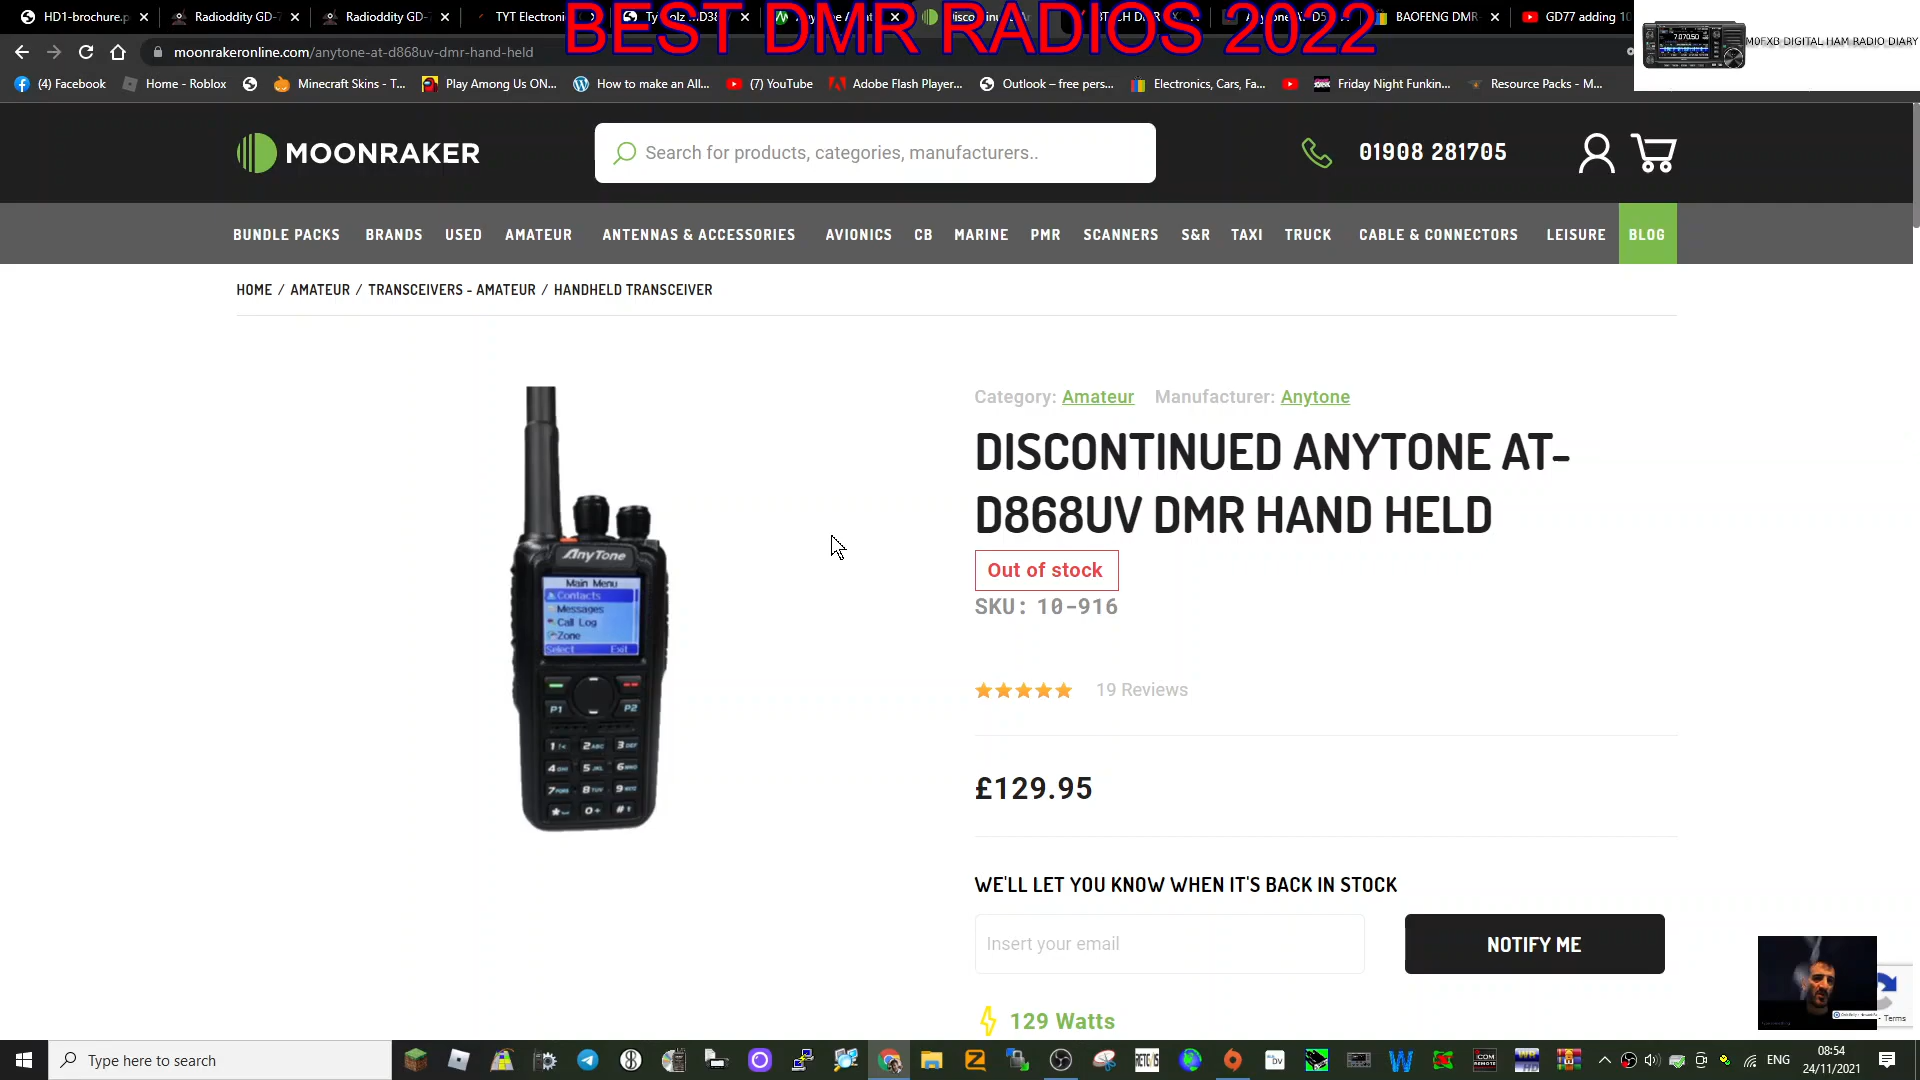 HD1-brochure.p
Radioddity GD-
Radioddity GD-
TYT Electroni
GD77 adding 10
BAOFENG DMR
BEST DMR RADIOS 2022
moonrakeronline.com/anytone-at-d868uv-dmr-hand-held
M0FXB DIGITAL HAM RADIO DIARY
(4) Facebook
Home - Roblox
Minecraft Skins - T...
Play Among Us ON...
How to make an All...
(7) YouTube
Adobe Flash Player...
Outlook – free pers...
Electronics, Cars, Fa...
Friday Night Funkin...
Resource Packs - M...
MOONRAKER
Search for products, categories, manufacturers..
01908 281705
BUNDLE PACKS BRANDS USED AMATEUR ANTENNAS & ACCESSORIES AVIONICS CB MARINE PMR SCANNERS S&R TAXI TRUCK CABLE & CONNECTORS LEISURE BLOG
HOME / AMATEUR / TRANSCEIVERS - AMATEUR / HANDHELD TRANSCEIVER
Category: Amateur Manufacturer: Anytone
DISCONTINUED ANYTONE AT-
D868UV DMR HAND HELD
Out of stock
SKU: 10-916
19 Reviews
£129.95
WE'LL LET YOU KNOW WHEN IT'S BACK IN STOCK
Insert your email
NOTIFY ME
129 Watts
AnyTone
Main Menu
Contacts
Messages
Call Log
Zone
Select Exit
P1 P2
Terms
Type here to search
ENG
08:54
24/11/2021